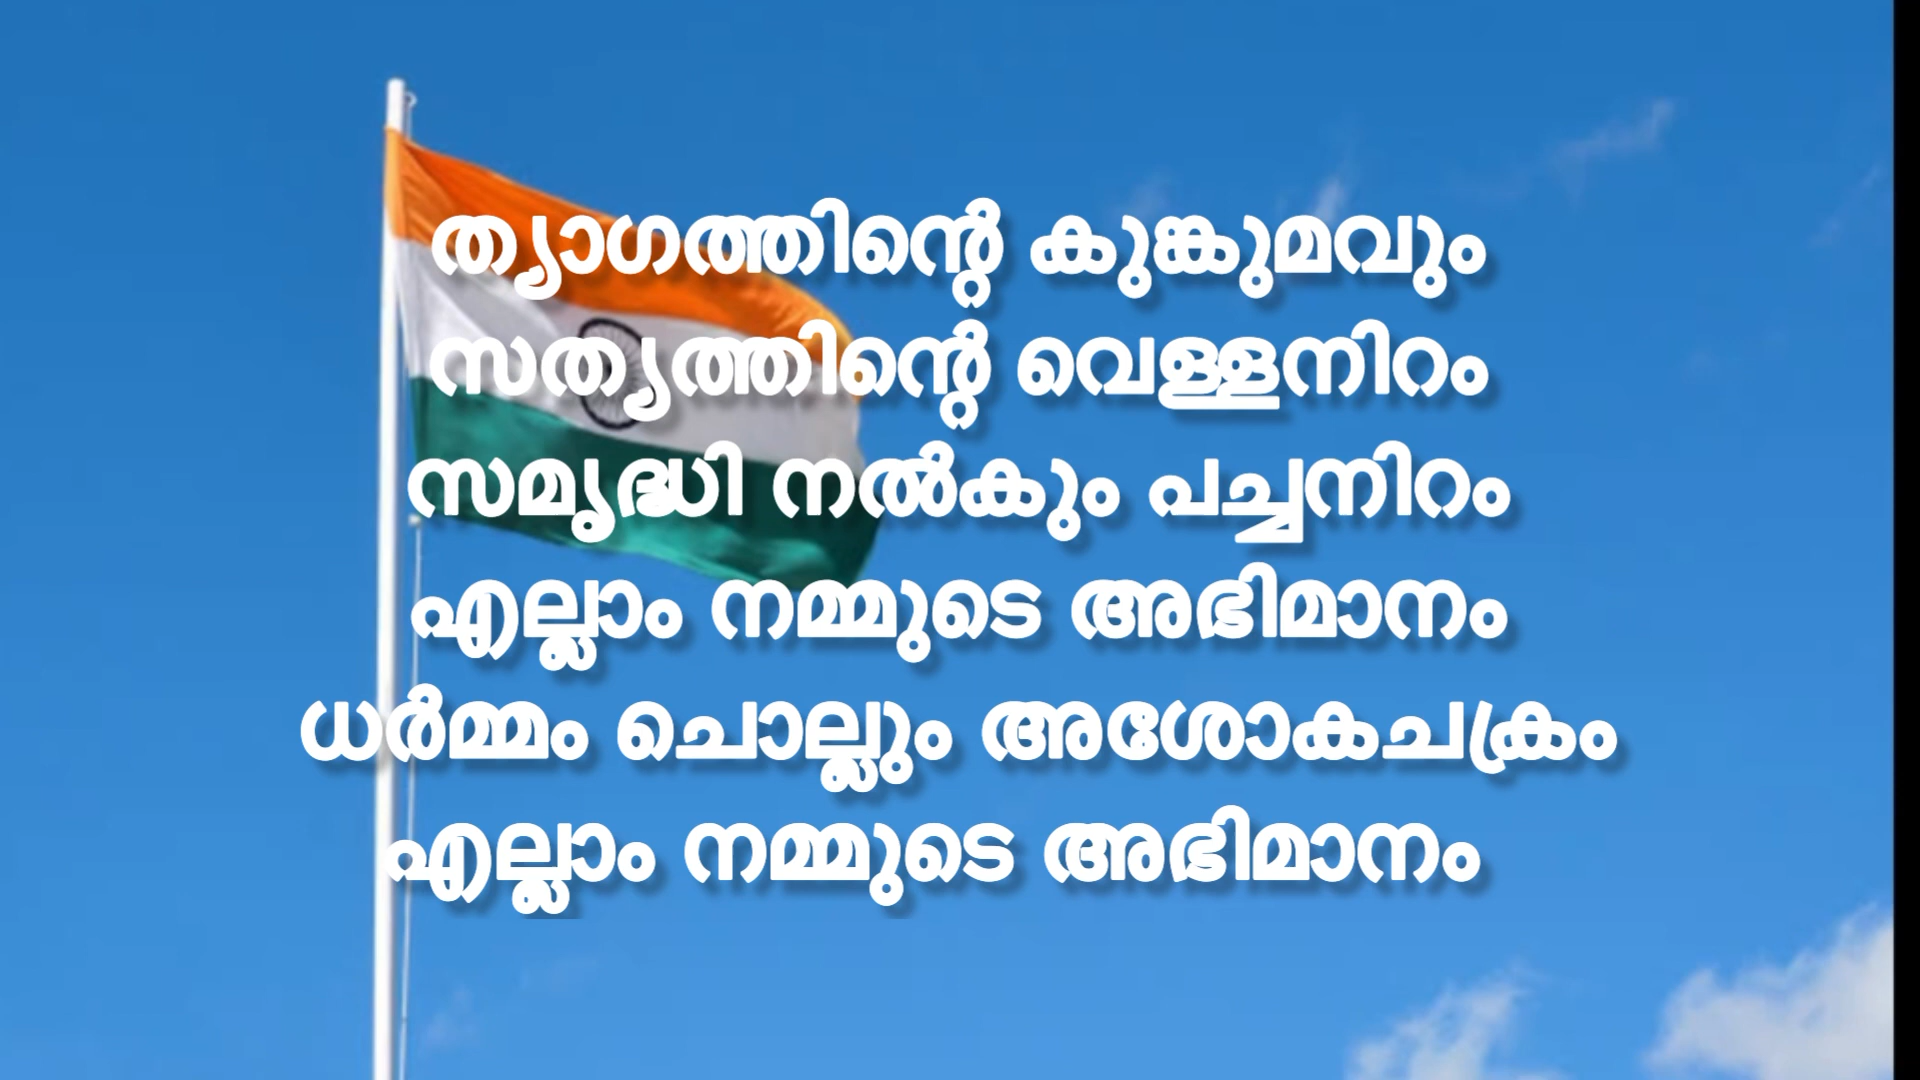 ത്യാഗത്തിന്റെ കുങ്കുമവും
സത്യത്തിന്റെ വെള്ളനിറം
സമൃദ്ധി നൽകും പച്ചനിറം
എല്ലാം നമ്മുടെ അഭിമാനം
ധർമ്മം ചൊല്ലും അശോകചക്രം
എല്ലാം നമ്മുടെ അഭിമാനം